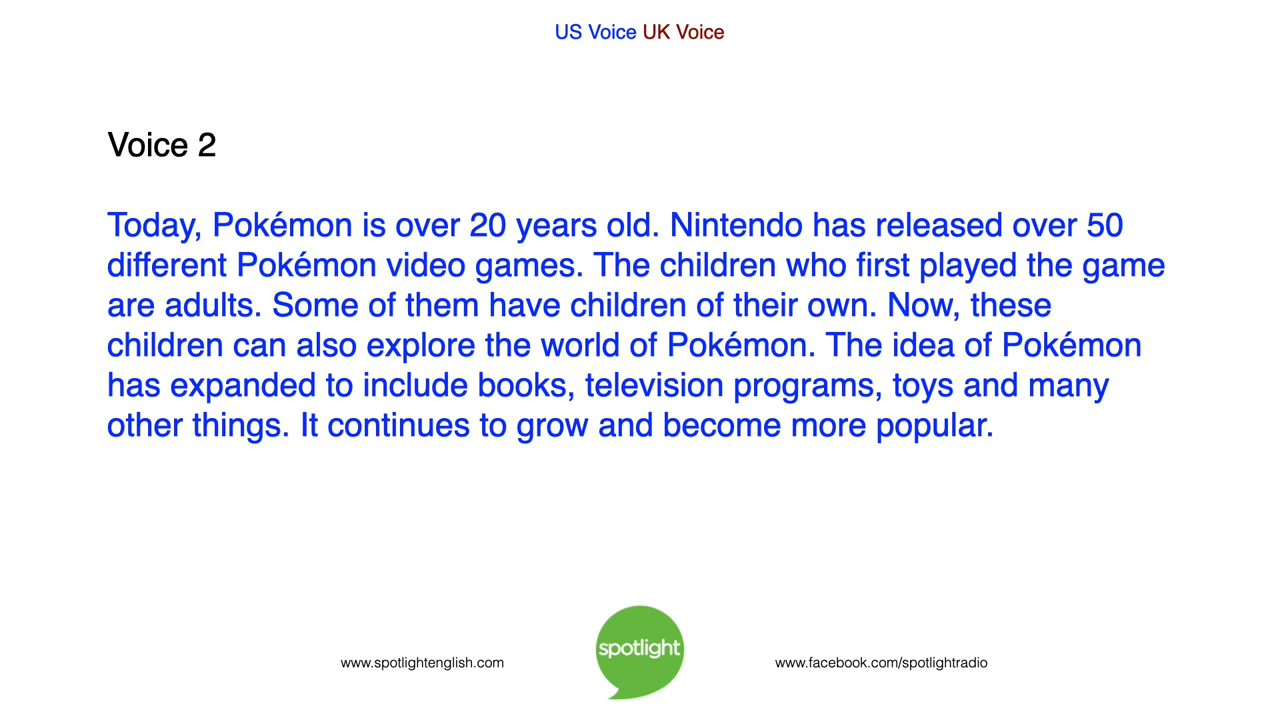 US Voice UK Voice
Voice 2
Today, Pokémon is over 20 years old. Nintendo has released over 50
different Pokémon video games. The children who first played the game
are adults. Some of them have children of their own. Now, these
children can also explore the world of Pokémon. The idea of Pokémon
has expanded to include books, television programs, toys and many
other things. It continues to grow and become more popular.
www.spotlightenglish.com
spotlight
www.facebook.com/spotlightradio